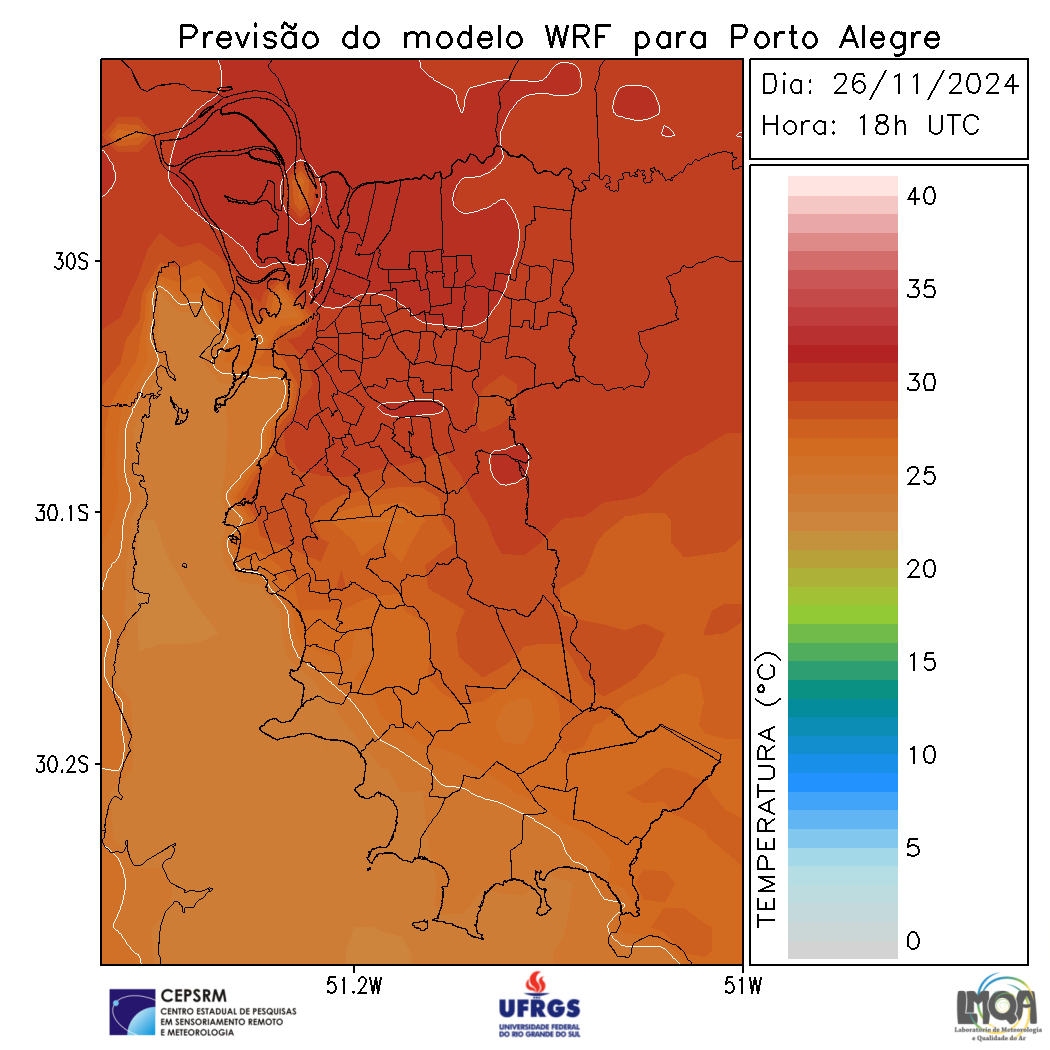 Previsão do modelo WRF para Porto Alegre
Dia: 26/11/2024
Hora: 18h UTC
30S
30.1S
30.2S
51.2W
51W
TEMPERATURA (°C)
40
35
30
25
20
15
10
5
0
CEPSRM
CENTRO ESTADUAL DE PESQUISAS
EM SENSORIAMENTO REMOTO
E METEOROLOGIA
UFRGS
UNIVERSIDADE FEDERAL
DO RIO GRANDE DO SUL
LMQA
Laboratório de Meteorologia
e Qualidade do Ar